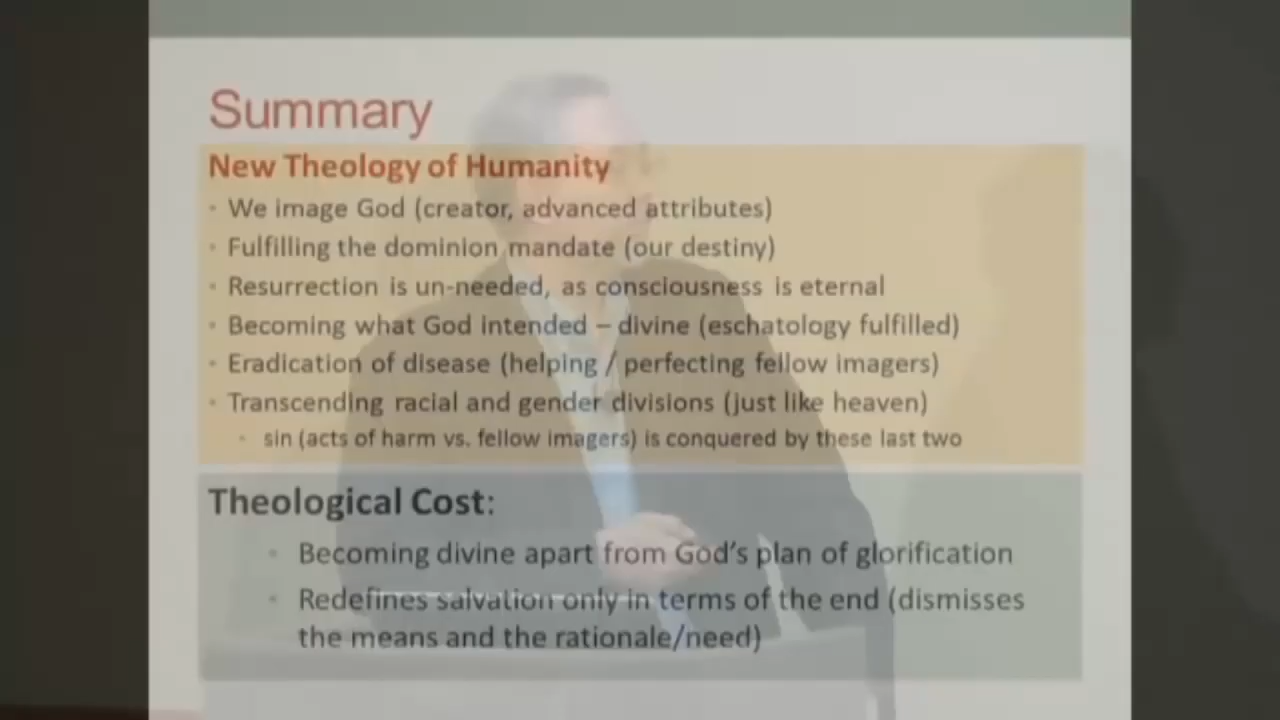 Summary
New Theology of Humanity
• We image God (creator, advanced attributes)
• Fulfilling the dominion mandate (our destiny)
• Resurrection is un-needed, as consciousness is eternal
• Becoming what God intended – divine (eschatology fulfilled)
• Eradication of disease (helping / perfecting fellow imagers)
• Transcending racial and gender divisions (just like heaven)
• sin (acts of harm vs. fellow imagers) is conquered by these last two
Theological Cost:
• Becoming divine apart from God's plan of glorification
• Redefines salvation only in terms of the end (dismisses
the means and the rationale/need)